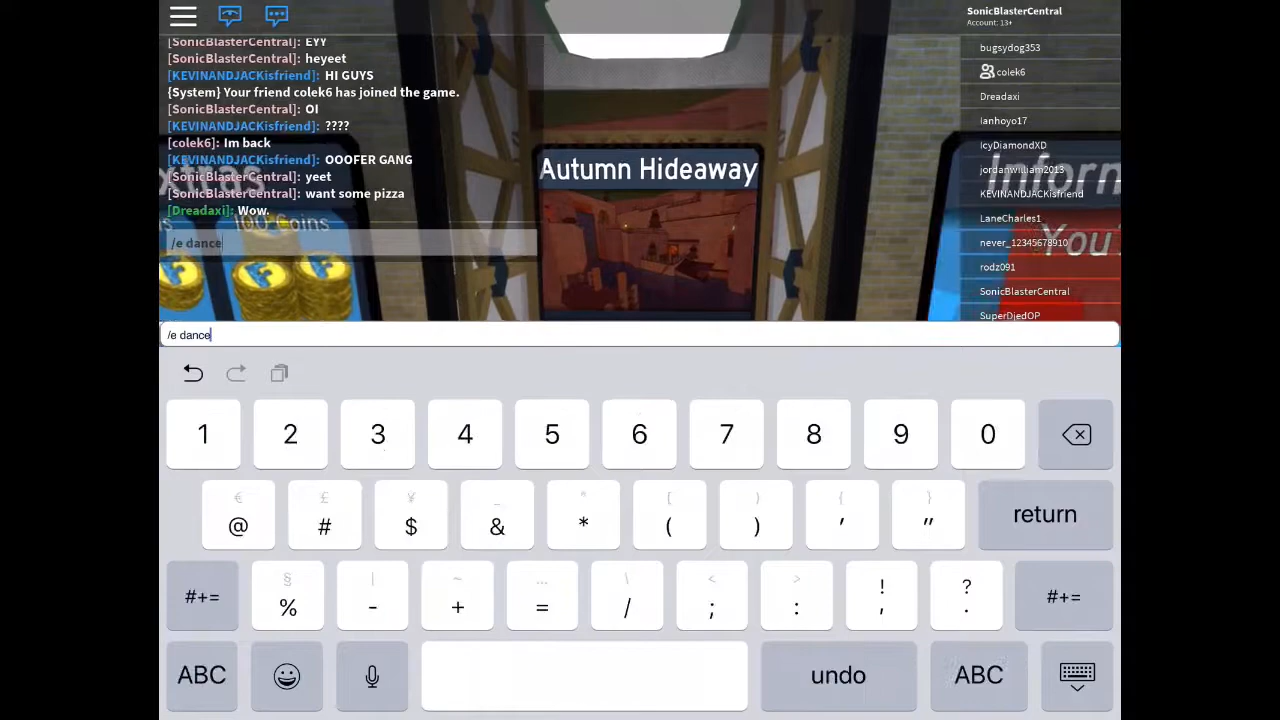 SonicBlasterCentral
Account: 13+
[SonicBlasterCentral]: EYY
[SonicBlasterCentral]: heyeet
[KEVINANDJACKisfriend]: HI GUYS
{System} Your friend colek6 has joined the game.
[SonicBlasterCentral]: OI
[KEVINANDJACKisfriend]: ????
[colek6]: Im back
[KEVINANDJACKisfriend]: OOOFER GANG
[SonicBlasterCentral]: yeet
[SonicBlasterCentral]: want some pizza
[Dreadaxi]: Wow.
/e dance
100 Coins
Autumn Hideaway
bugsydog353
colek6
Dreadaxi
Ianhoyo17
IcyDiamondXD
jordanwilliam2013
KEVINANDJACKisfriend
LaneCharles1
never_12345678910
rodz091
SonicBlasterCentral
SuperDjedOP
/e dance
1 2 3 4 5 6 7 8 9 0
€ £ ¥ _ ^ [ ] { }
@ # $ & * ( ) ' " return
§ | ~ … \ < > ! ?
#+= % - + = / ; : , . #+=
ABC undo ABC